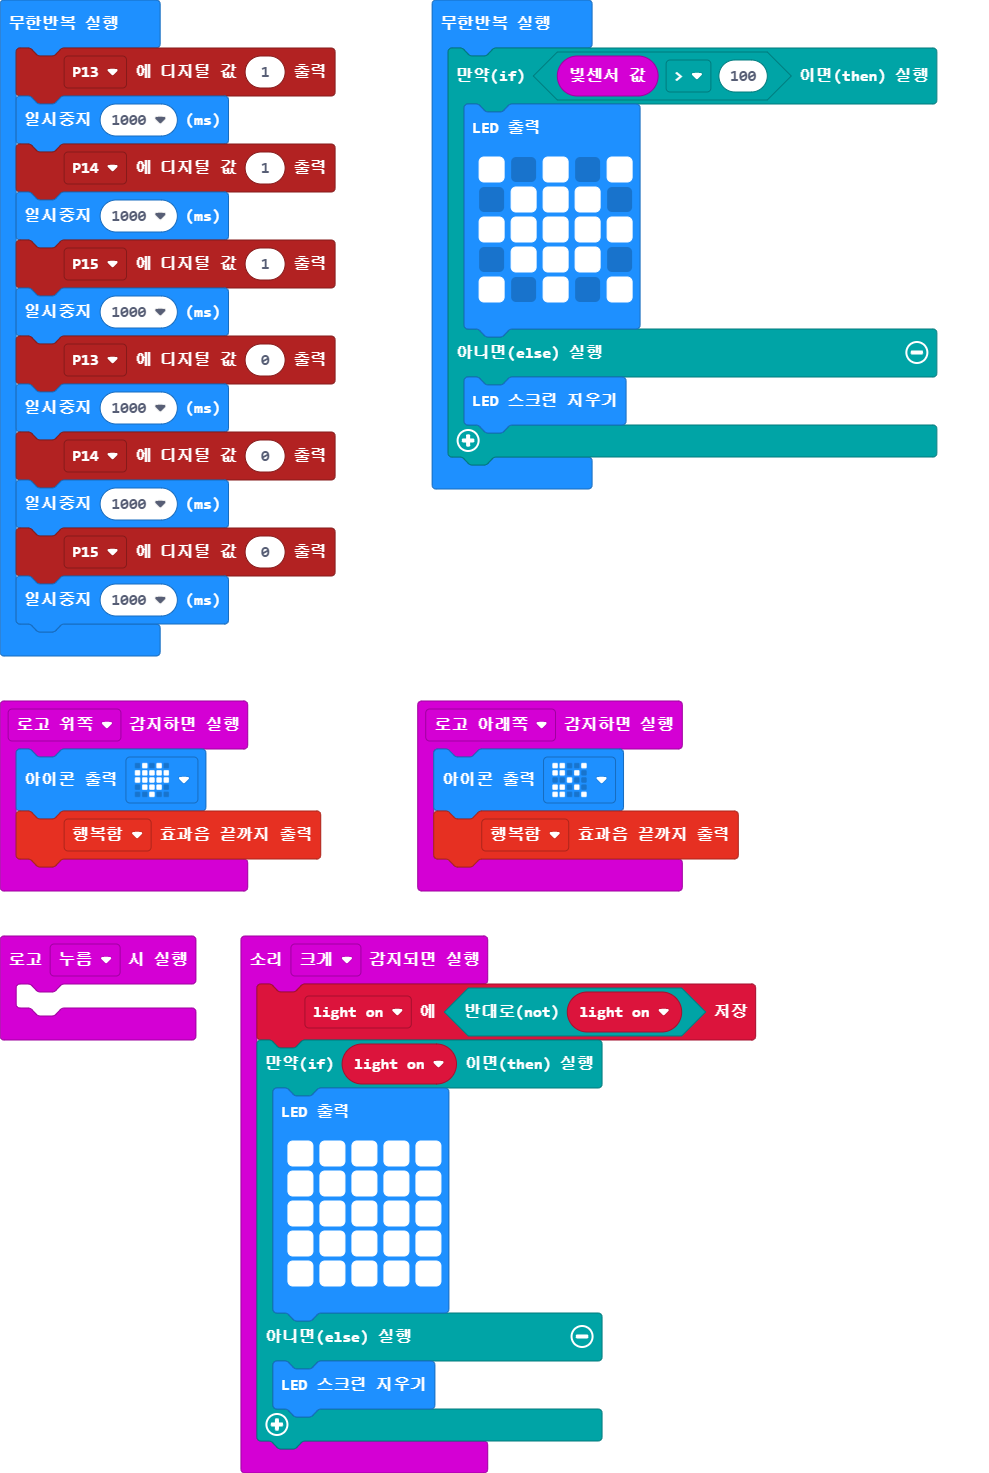 무한반복 실행
P13 에 디지털 값 1 출력
일시중지 1000 (ms)
P14 에 디지털 값 1 출력
일시중지 1000 (ms)
P15 에 디지털 값 1 출력
일시중지 1000 (ms)
P13 에 디지털 값 0 출력
일시중지 1000 (ms)
P14 에 디지털 값 0 출력
일시중지 1000 (ms)
P15 에 디지털 값 0 출력
일시중지 1000 (ms)
무한반복 실행
만약(if) 빛센서 값 > 100 이면(then) 실행
LED 출력
아니면(else) 실행
LED 스크린 지우기
로고 위쪽 감지하면 실행
아이콘 출력
행복함 효과음 끝까지 출력
로고 아래쪽 감지하면 실행
아이콘 출력
행복함 효과음 끝까지 출력
로고 누름 시 실행
소리 크게 감지되면 실행
light on 에 반대로(not) light on 저장
만약(if) light on 이면(then) 실행
LED 출력
아니면(else) 실행
LED 스크린 지우기